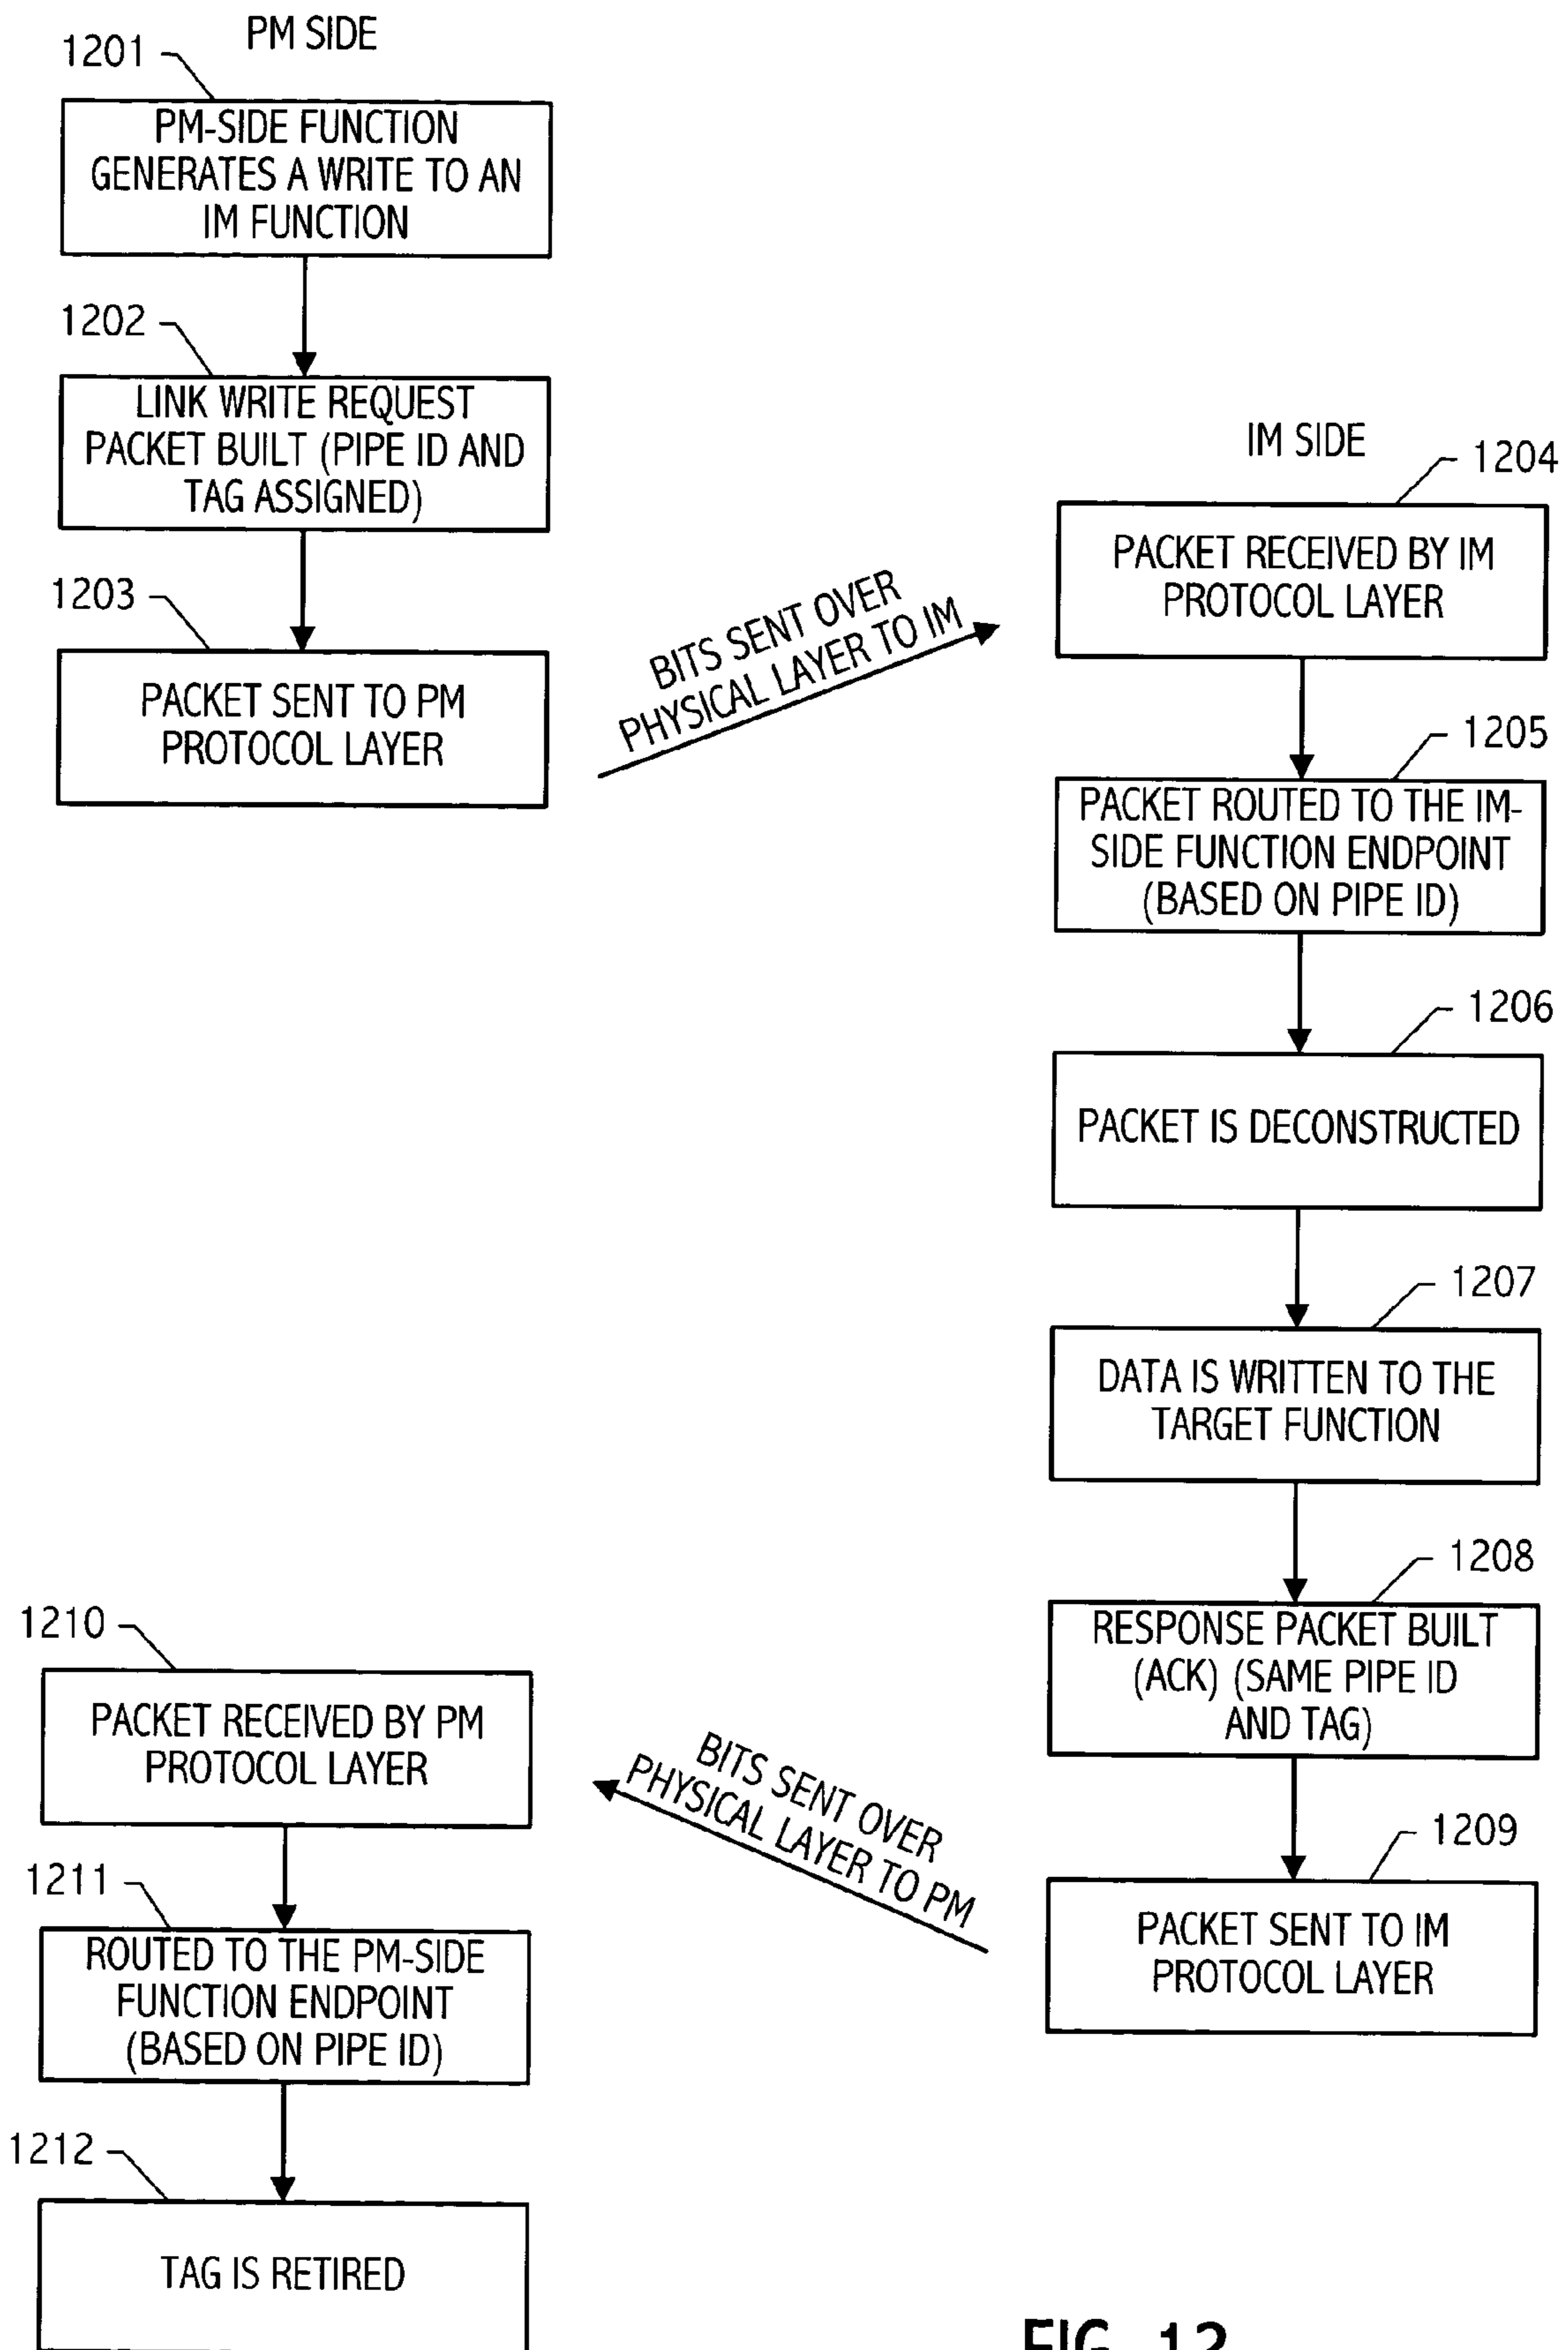 PM SIDE
1201
PM-SIDE FUNCTION
GENERATES A WRITE TO AN
IM FUNCTION
1202
LINK WRITE REQUEST
PACKET BUILT (PIPE ID AND
TAG ASSIGNED)
1203
PACKET SENT TO PM
PROTOCOL LAYER
BITS SENT OVER
PHYSICAL LAYER TO IM
IM SIDE
1204
PACKET RECEIVED BY IM
PROTOCOL LAYER
1205
PACKET ROUTED TO THE IM-
SIDE FUNCTION ENDPOINT
(BASED ON PIPE ID)
1206
PACKET IS DECONSTRUCTED
1207
DATA IS WRITTEN TO THE
TARGET FUNCTION
1208
RESPONSE PACKET BUILT
(ACK) (SAME PIPE ID
AND TAG)
1209
PACKET SENT TO IM
PROTOCOL LAYER
BITS SENT OVER
PHYSICAL LAYER TO PM
1210
PACKET RECEIVED BY PM
PROTOCOL LAYER
1211
ROUTED TO THE PM-SIDE
FUNCTION ENDPOINT
(BASED ON PIPE ID)
1212
TAG IS RETIRED
FIG. 12